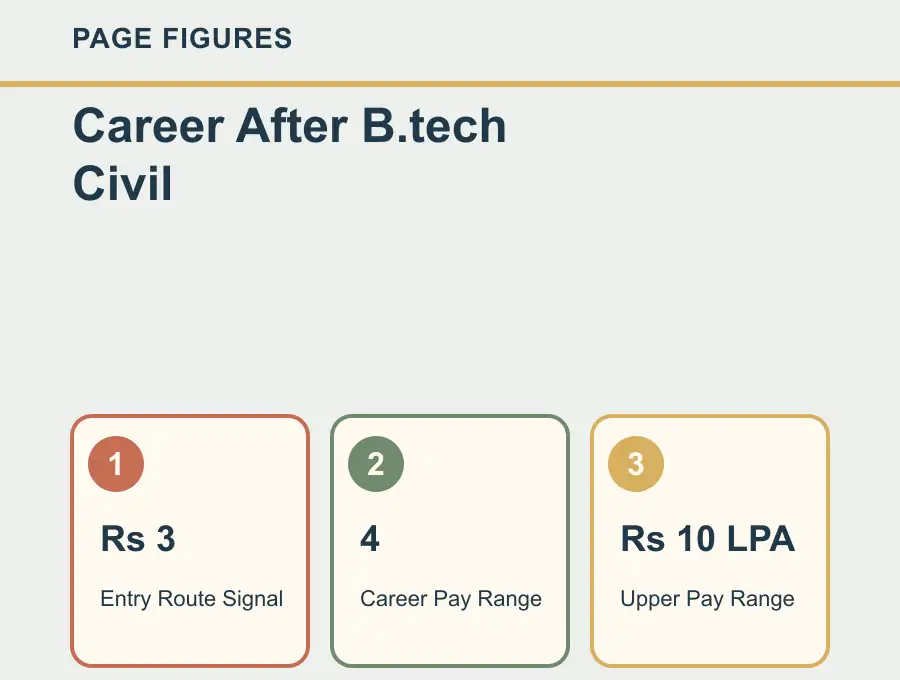 PAGE FIGURES
Career After B.tech
Civil
1
Rs 3
Entry Route Signal
2
4
Career Pay Range
3
Rs 10 LPA
Upper Pay Range